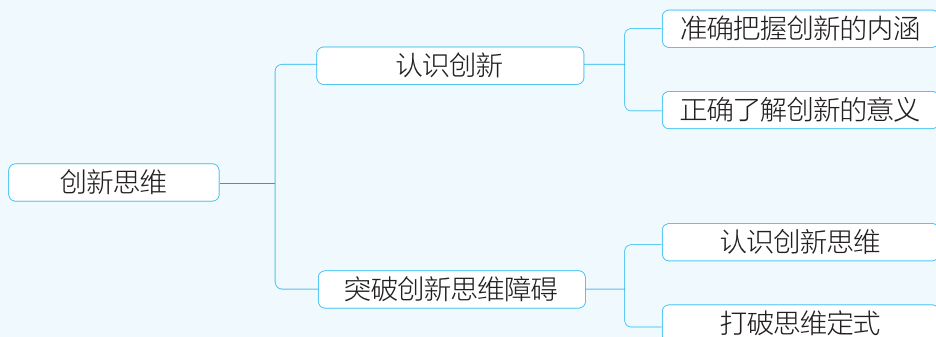 准确把握创新的内涵
认识创新
正确了解创新的意义
创新思维
认识创新思维
突破创新思维障碍
打破思维定式